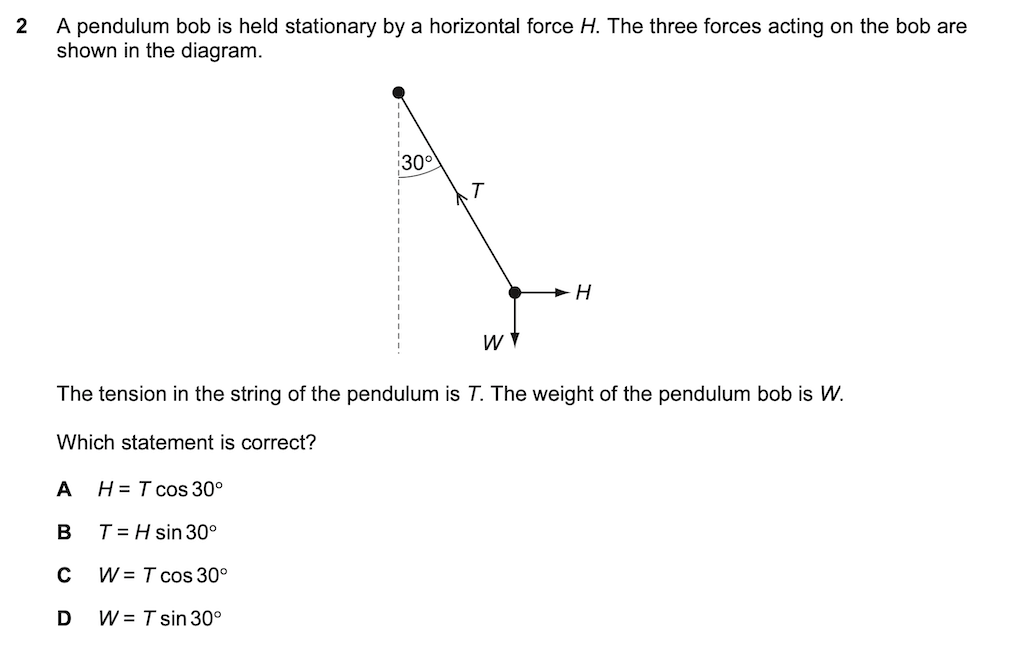 2 A pendulum bob is held stationary by a horizontal force H. The three forces acting on the bob are
shown in the diagram.
30°
T
H
W
The tension in the string of the pendulum is T. The weight of the pendulum bob is W.
Which statement is correct?
A H = T cos 30°
B T = H sin 30°
C W = T cos 30°
D W = T sin 30°